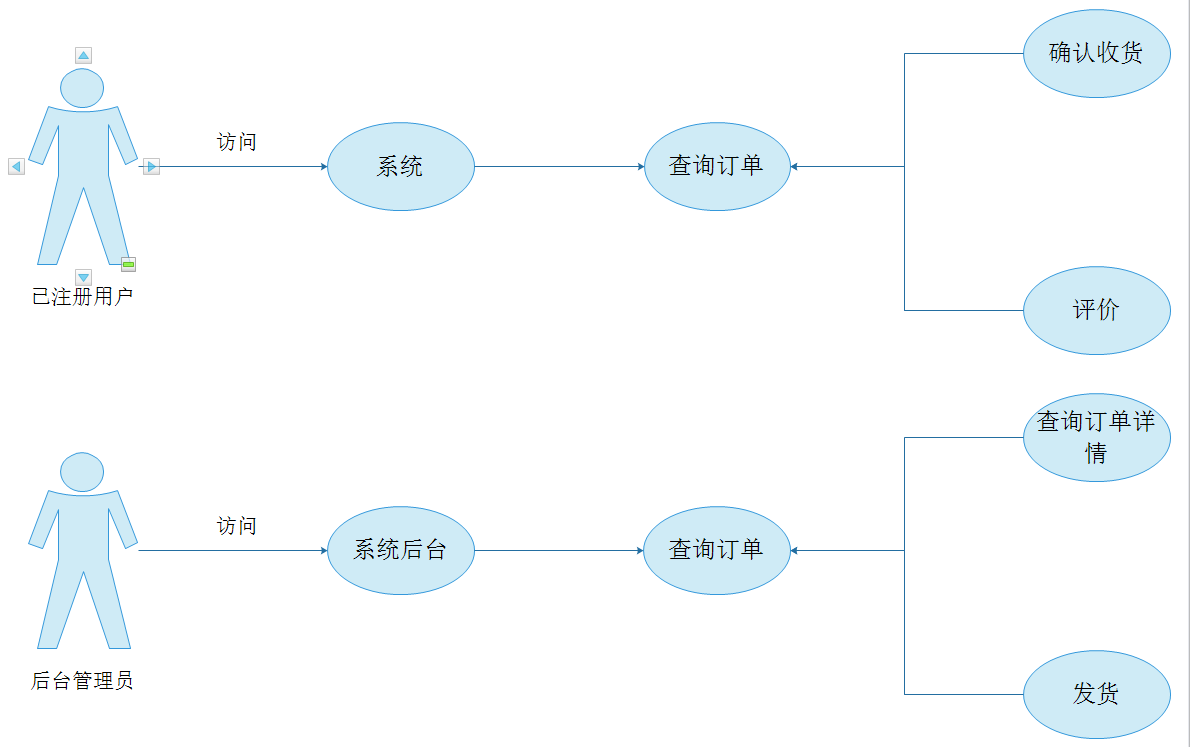 确认收货
访问
系统
查询订单
已注册用户
评价
查询订单详
情
访问
系统后台
查询订单
后台管理员
发货